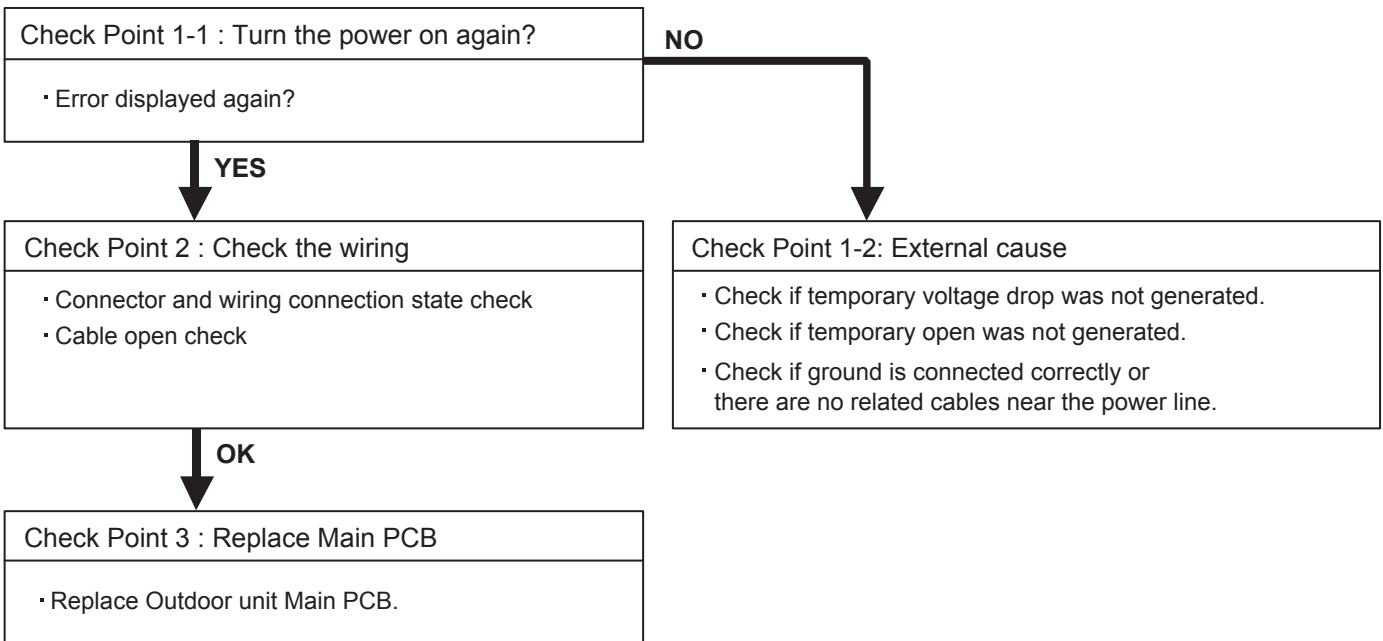 Check Point 1-1 : Turn the power on again?
・Error displayed again?
NO
YES
Check Point 2 : Check the wiring
・Connector and wiring connection state check
・Cable open check
Check Point 1-2: External cause
・Check if temporary voltage drop was not generated.
・Check if temporary open was not generated.
・Check if ground is connected correctly or
there are no related cables near the power line.
OK
Check Point 3 : Replace Main PCB
・Replace Outdoor unit Main PCB.